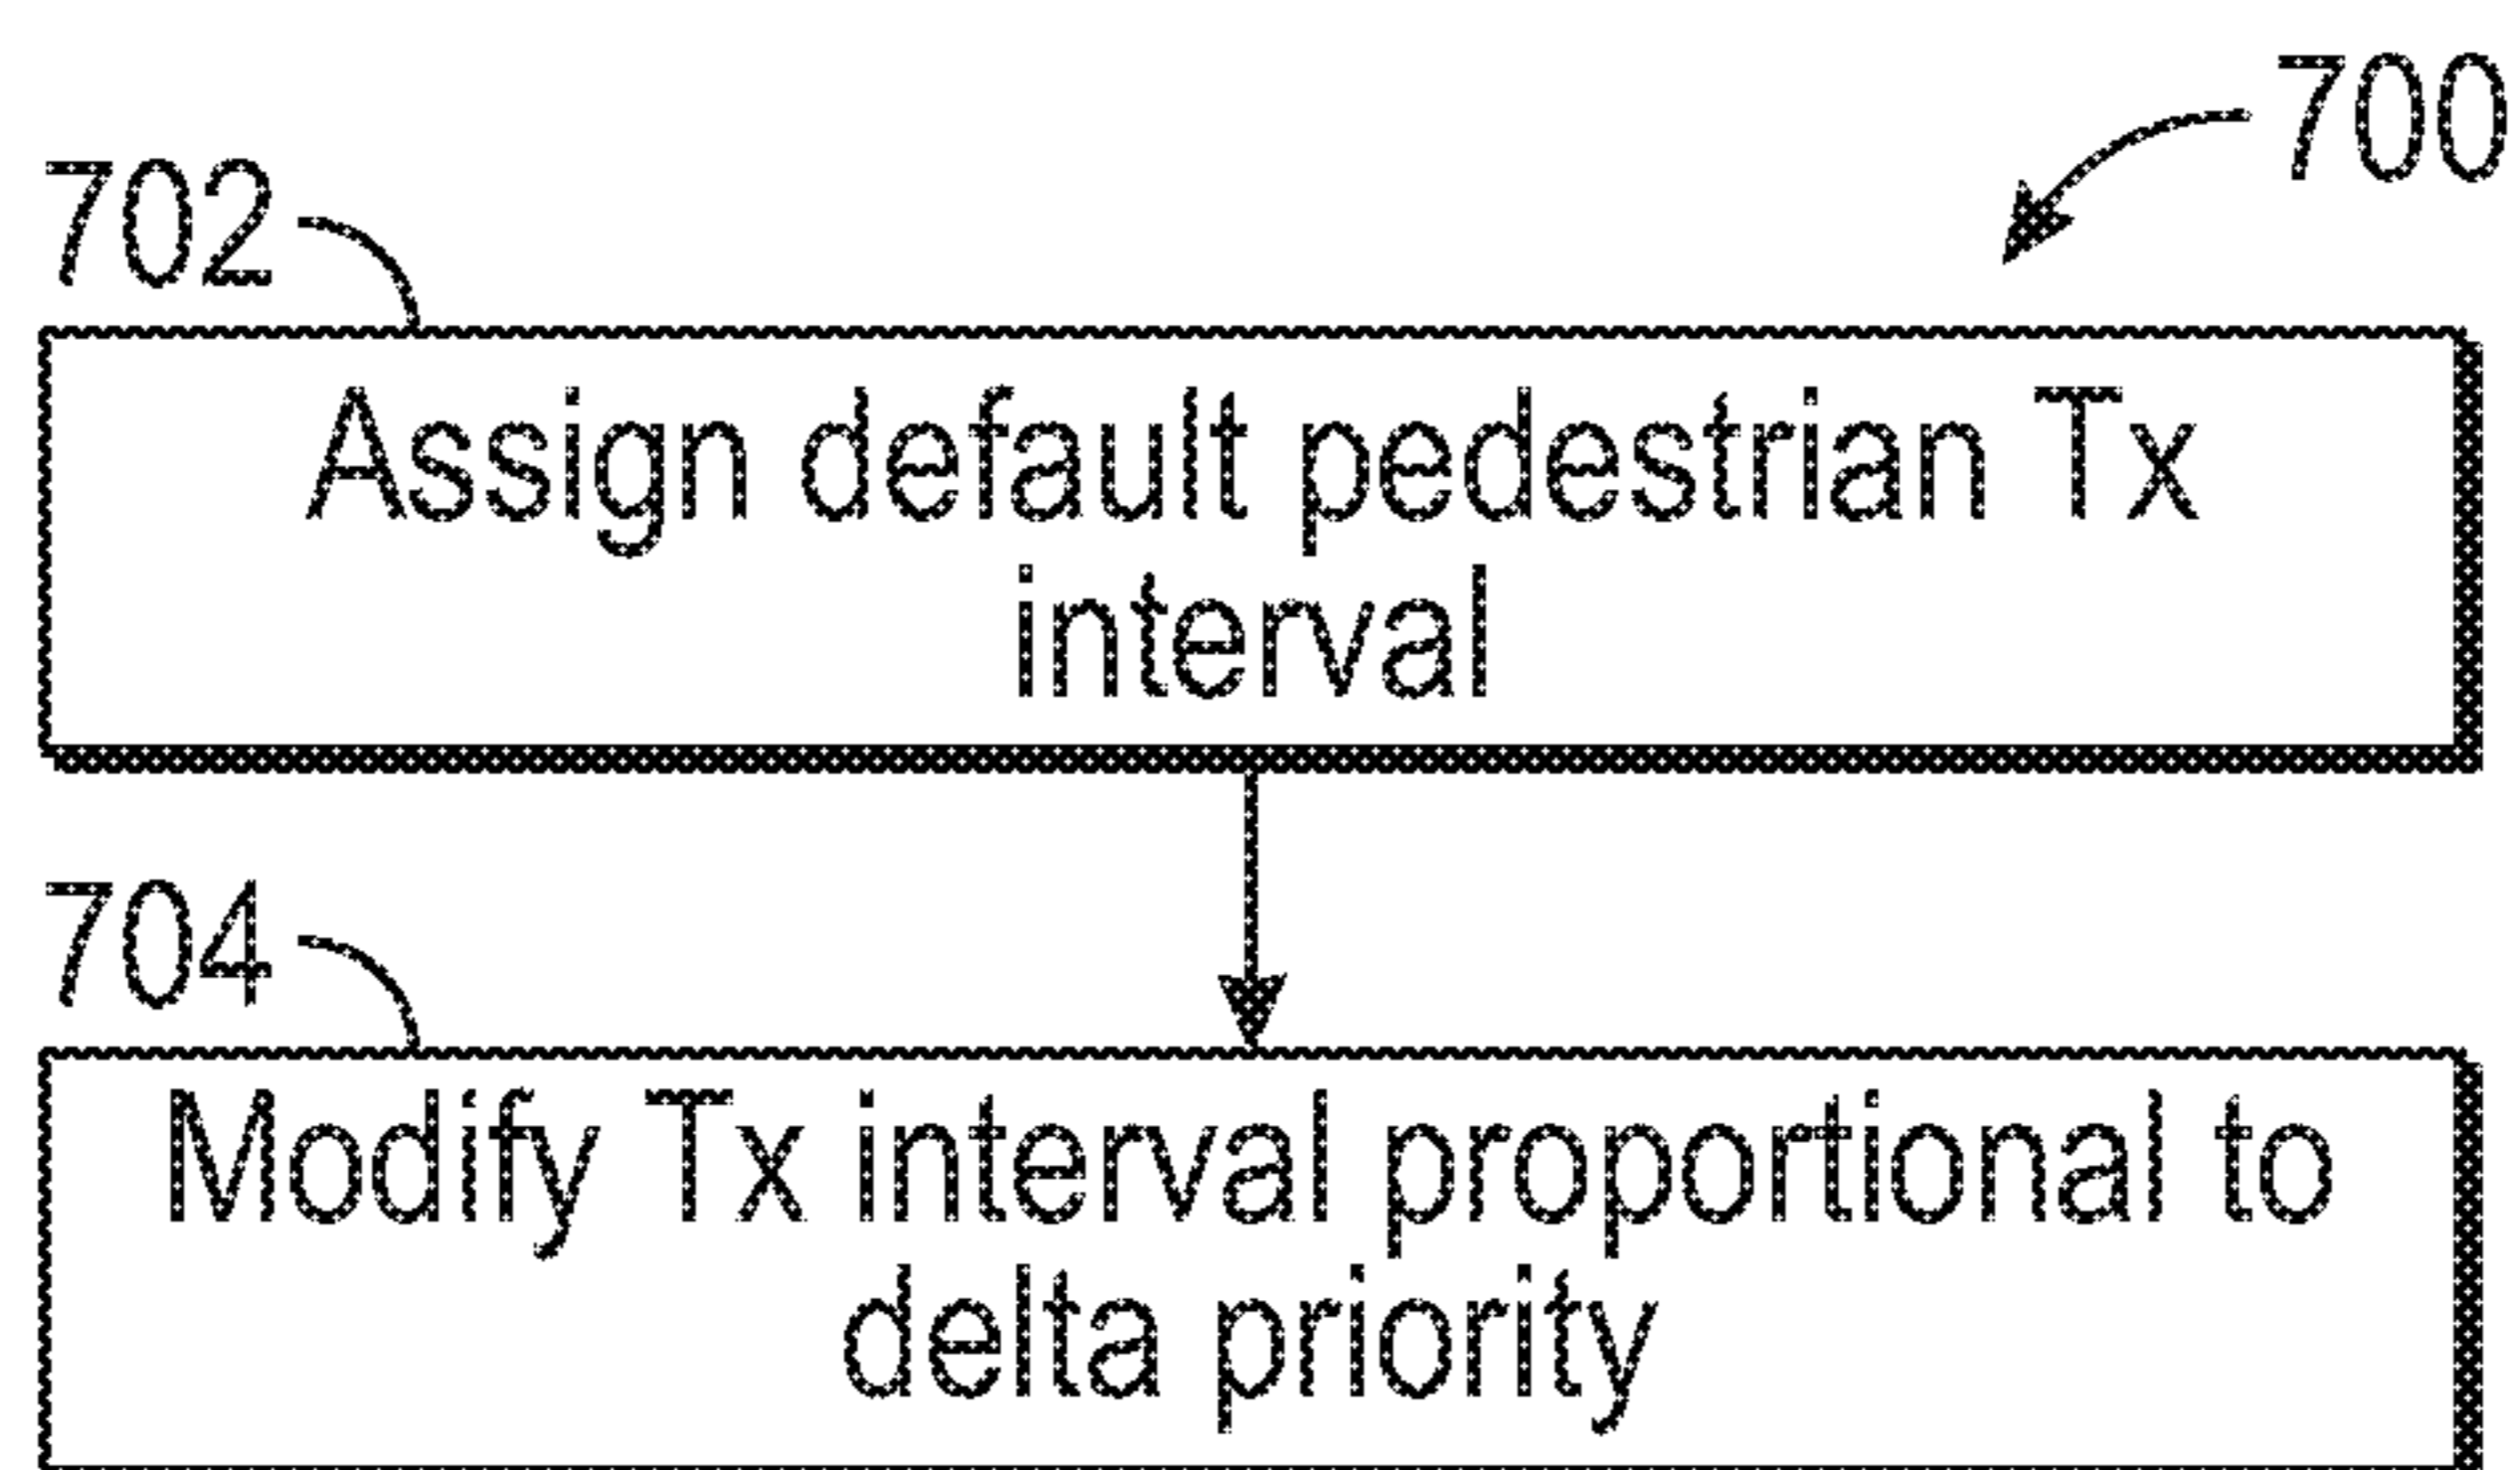 700
702
Assign default pedestrian Tx
interval
704
Modify Tx interval proportional to
delta priority